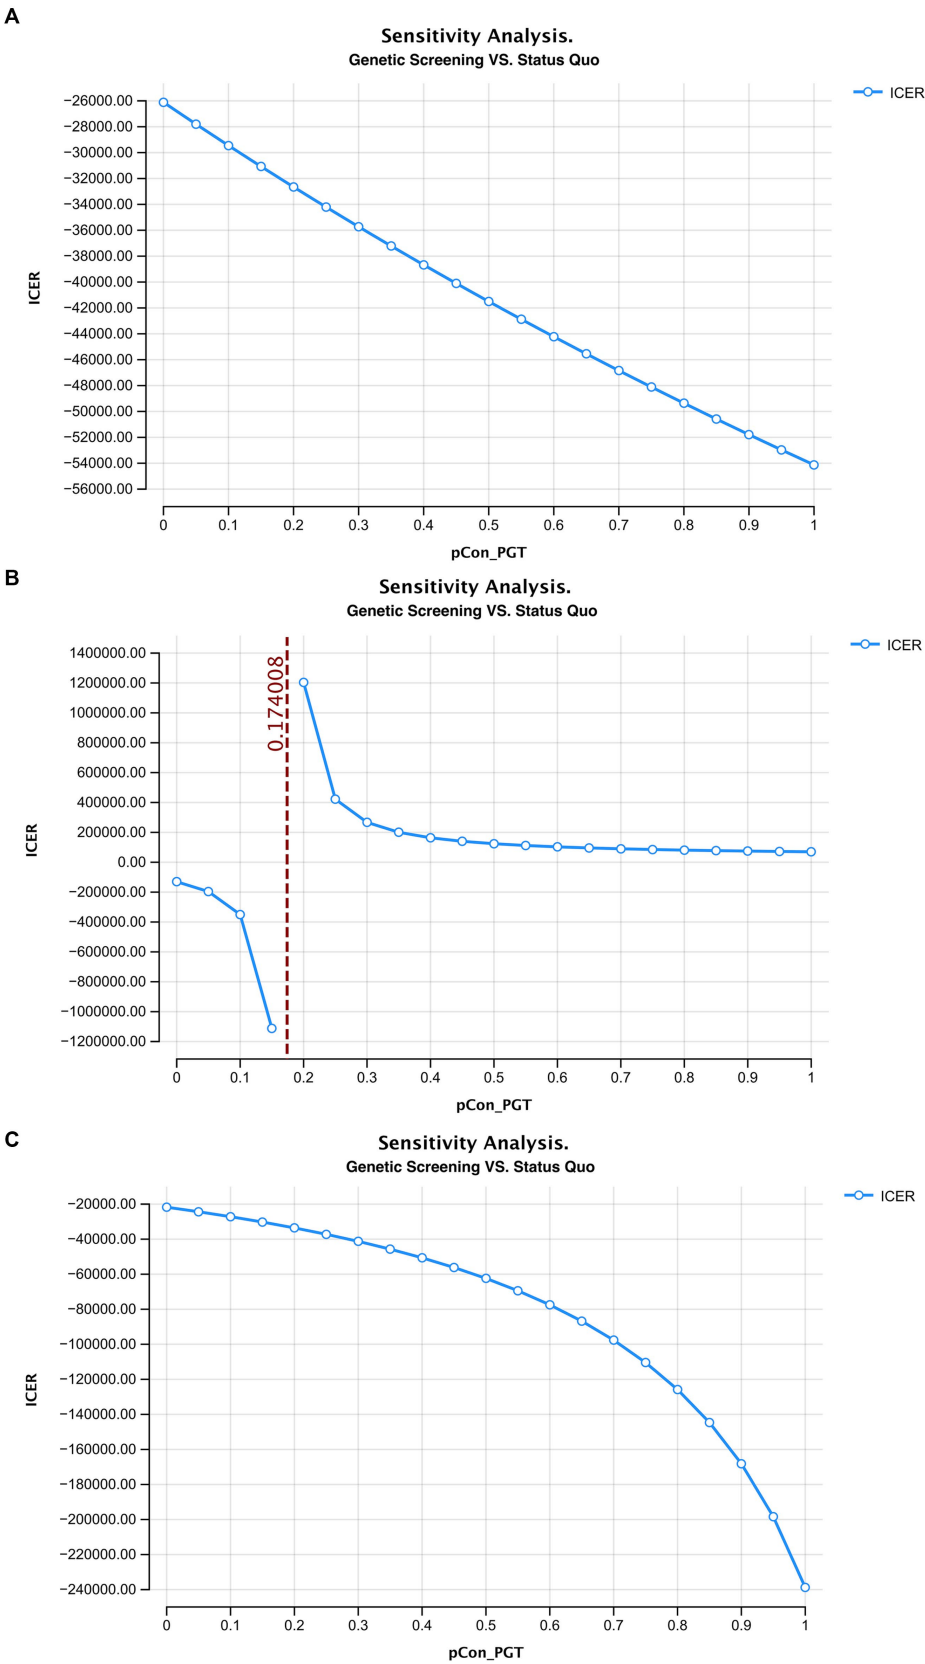 A
Sensitivity Analysis.
Genetic Screening VS. Status Quo
ICER
−26000.00
−28000.00
−30000.00
−32000.00
−34000.00
−36000.00
−38000.00
−40000.00
−42000.00
−44000.00
−46000.00
−48000.00
−50000.00
−52000.00
−54000.00
−56000.00
ICER
0 0.1 0.2 0.3 0.4 0.5 0.6 0.7 0.8 0.9 1
pCon_PGT
B
Sensitivity Analysis.
Genetic Screening VS. Status Quo
ICER
1400000.00
1200000.00
1000000.00
800000.00
600000.00
400000.00
200000.00
0.00
−200000.00
−400000.00
−600000.00
−800000.00
−1000000.00
−1200000.00
ICER
0.174008
0 0.1 0.2 0.3 0.4 0.5 0.6 0.7 0.8 0.9 1
pCon_PGT
C
Sensitivity Analysis.
Genetic Screening VS. Status Quo
ICER
−20000.00
−40000.00
−60000.00
−80000.00
−100000.00
−120000.00
−140000.00
−160000.00
−180000.00
−200000.00
−220000.00
−240000.00
ICER
0 0.1 0.2 0.3 0.4 0.5 0.6 0.7 0.8 0.9 1
pCon_PGT